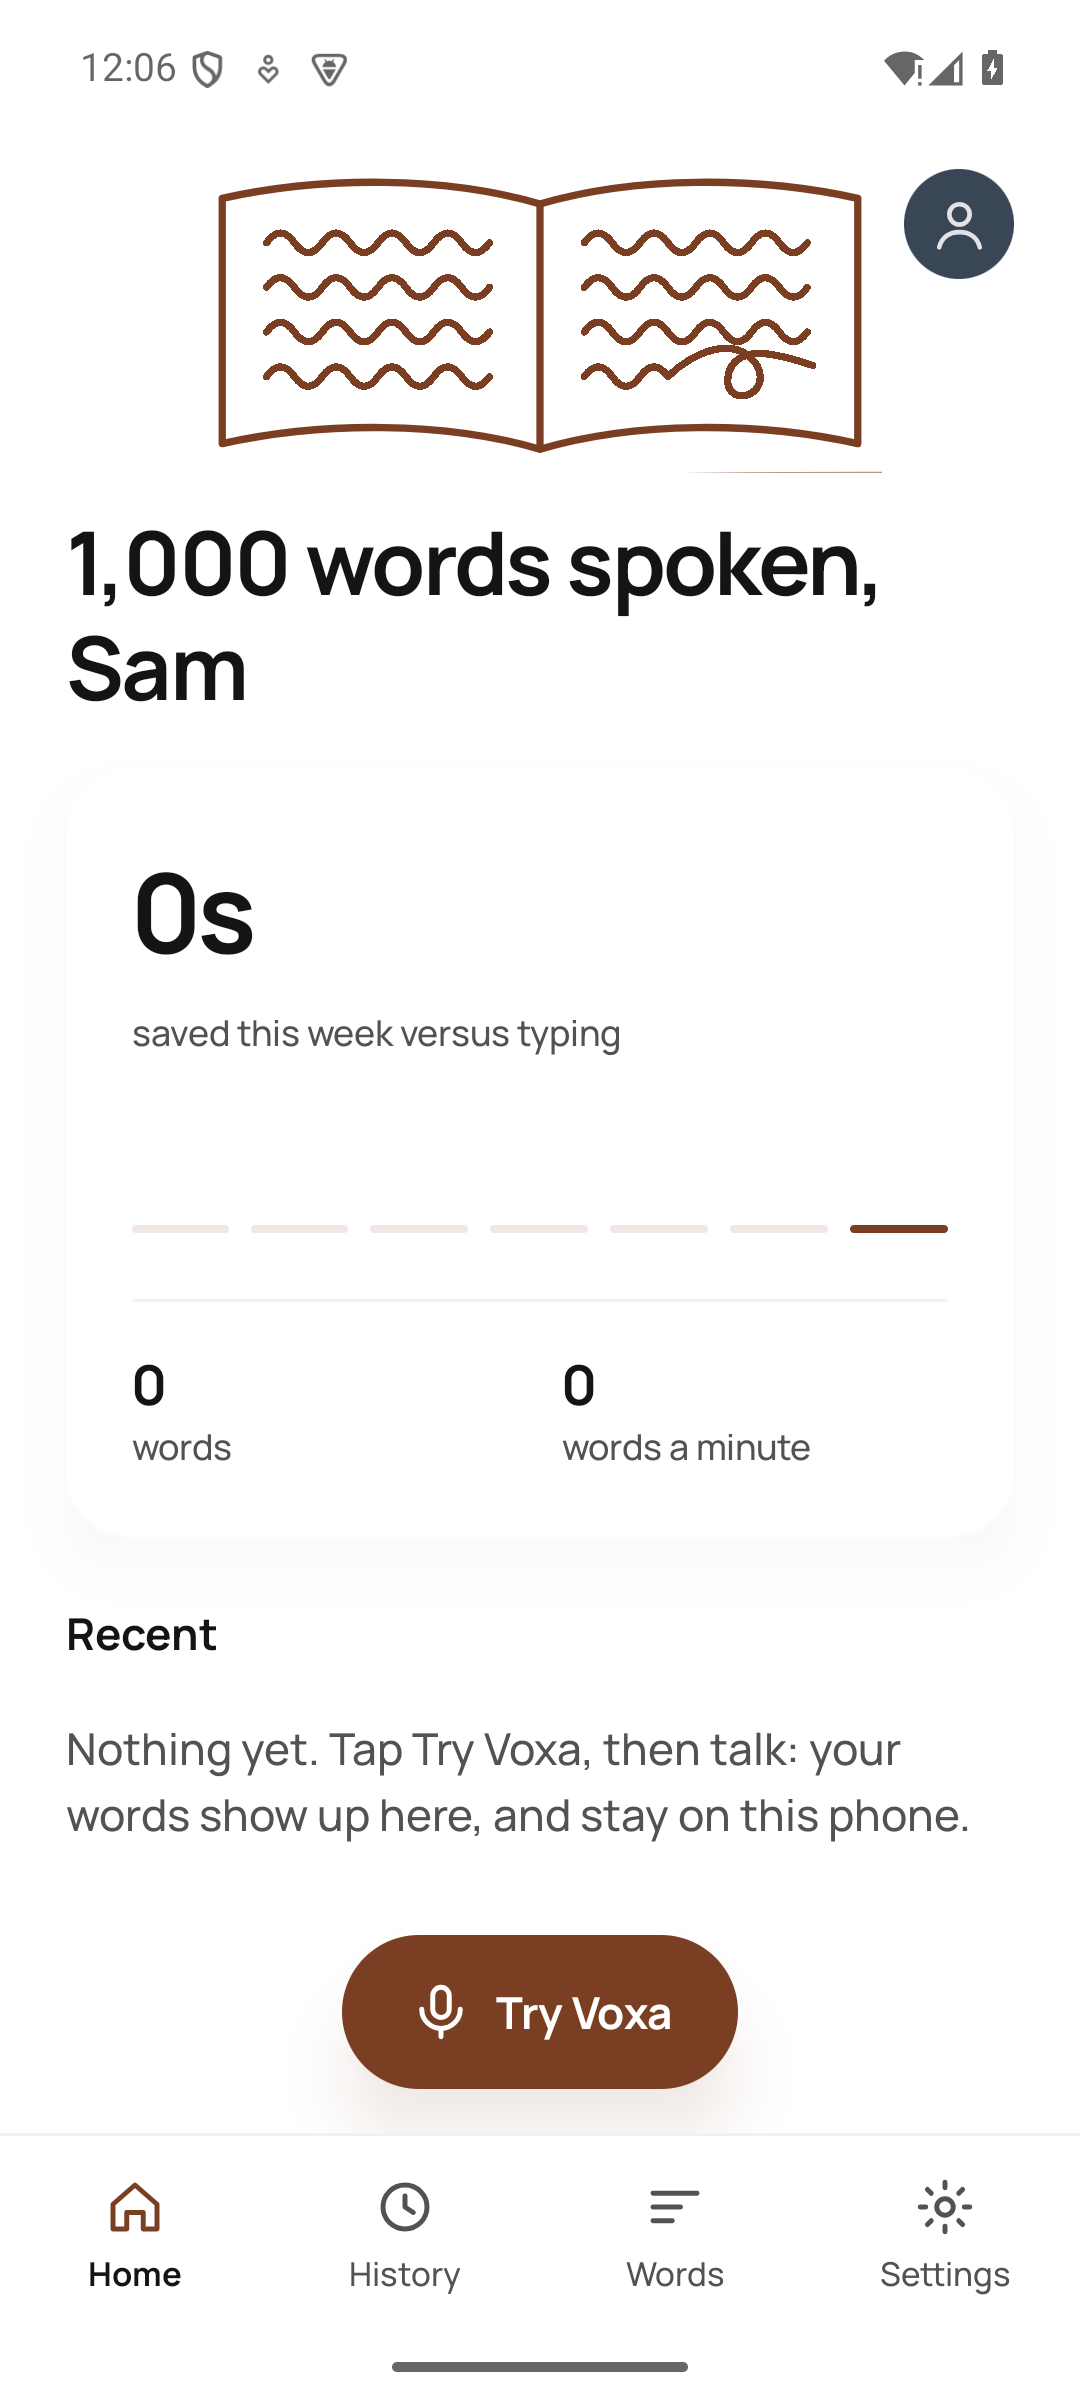 12:06
1,000 words spoken,
Sam
0s
saved this week versus typing
0
words
0
words a minute
Recent
Nothing yet. Tap Try Voxa, then talk: your
words show up here, and stay on this phone.
Try Voxa
Home
History
Words
Settings